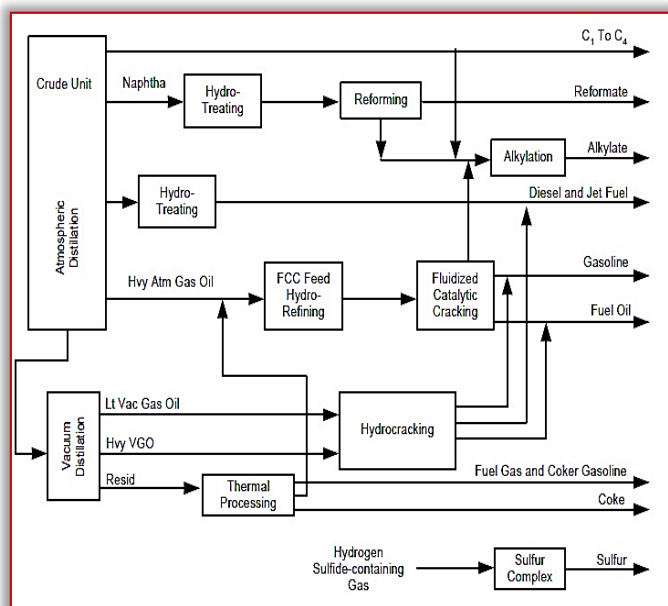 C1 To C4
Crude Unit
Naphtha
Hydro-
Treating
Reforming
Reformate
Alkylation
Alkylate
Atmospheric
Distillation
Hydro-
Treating
Diesel and Jet Fuel
Hvy Atm Gas Oil
FCC Feed
Hydro-
Refining
Fluidized
Catalytic
Cracking
Gasoline
Fuel Oil
Vacuum
Distillation
Lt Vac Gas Oil
Hvy VGO
Resid
Hydrocracking
Thermal
Processing
Fuel Gas and Coker Gasoline
Coke
Hydrogen
Sulfide-containing
Gas
Sulfur
Complex
Sulfur